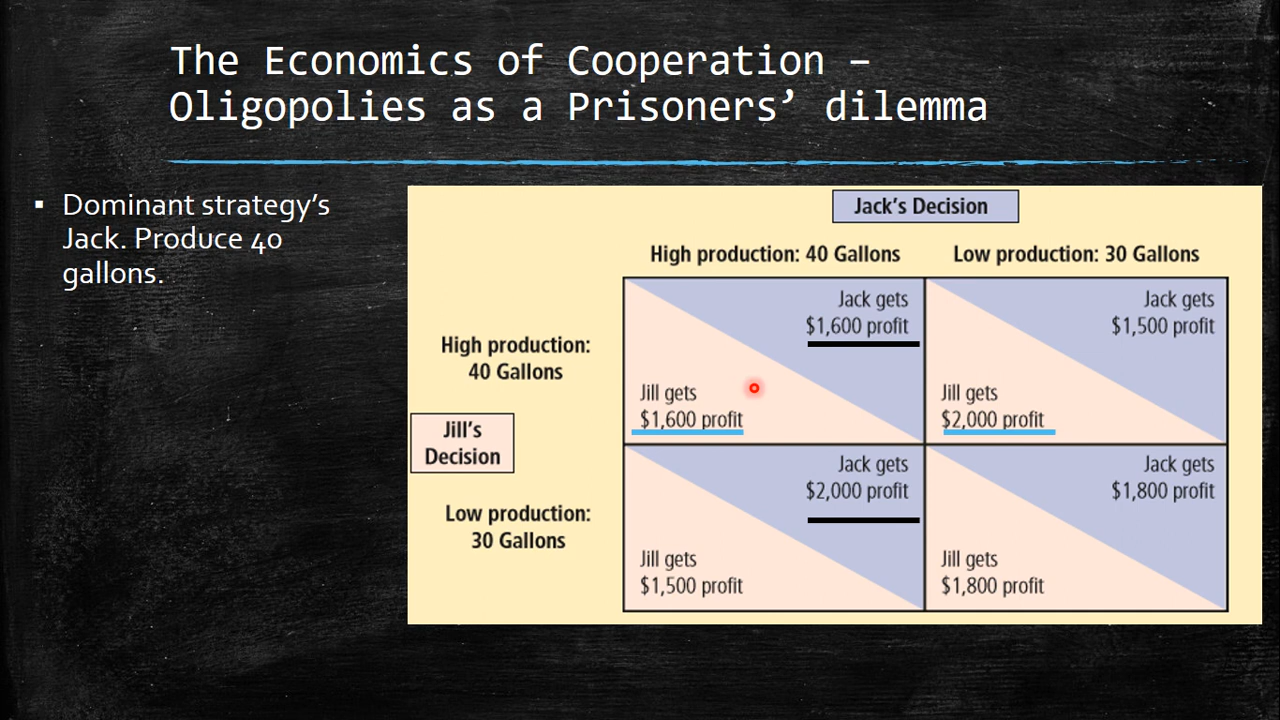 The Economics of Cooperation –
Oligopolies as a Prisoners’ dilemma
▪ Dominant strategy’s
Jack. Produce 40
gallons.
Jack’s Decision
High production: 40 Gallons
Low production: 30 Gallons
Jack gets
$1,600 profit
Jack gets
$1,500 profit
High production:
40 Gallons
Jill gets
$1,600 profit
Jill gets
$2,000 profit
Jill’s
Decision
Jack gets
$2,000 profit
Jack gets
$1,800 profit
Low production:
30 Gallons
Jill gets
$1,500 profit
Jill gets
$1,800 profit